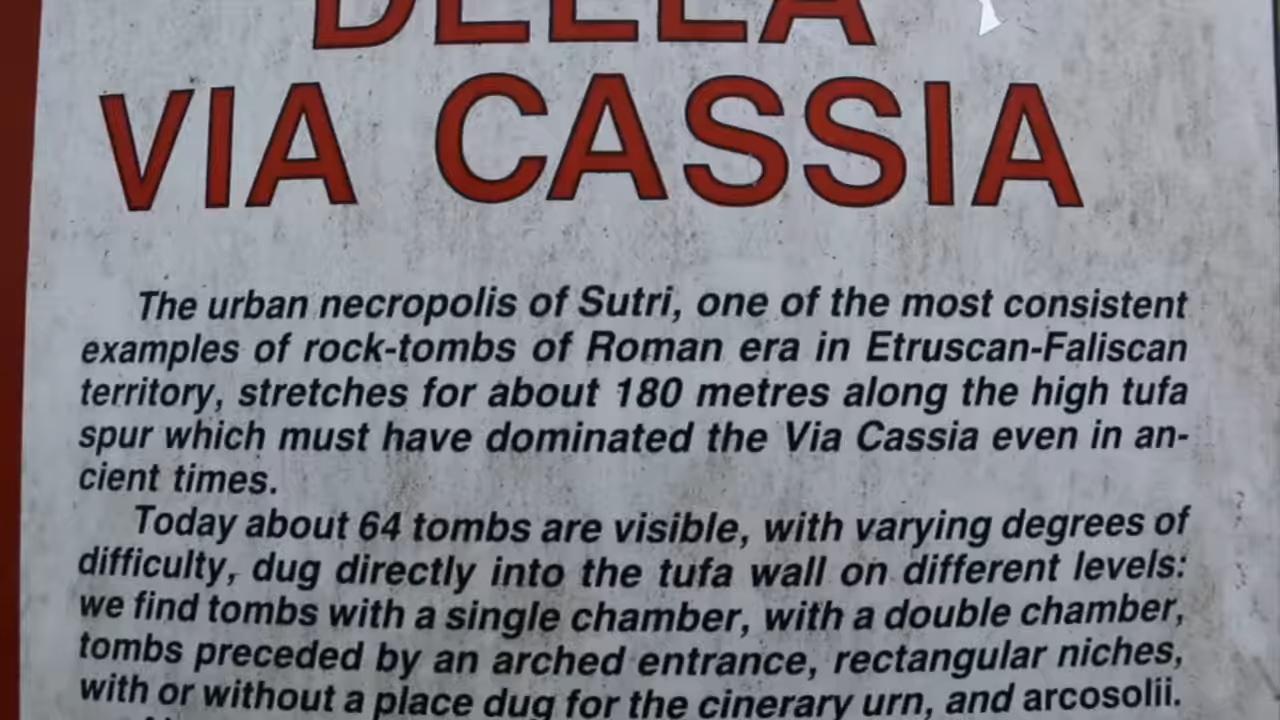 DELLA
VIA CASSIA
The urban necropolis of Sutri, one of the most consistent
examples of rock-tombs of Roman era in Etruscan-Faliscan
territory, stretches for about 180 metres along the high tufa
spur which must have dominated the Via Cassia even in an-
cient times.
Today about 64 tombs are visible, with varying degrees of
difficulty, dug directly into the tufa wall on different levels:
we find tombs with a single chamber, with a double chamber,
tombs preceded by an arched entrance, rectangular niches,
with or without a place dug for the cinerary urn, and arcosolii.